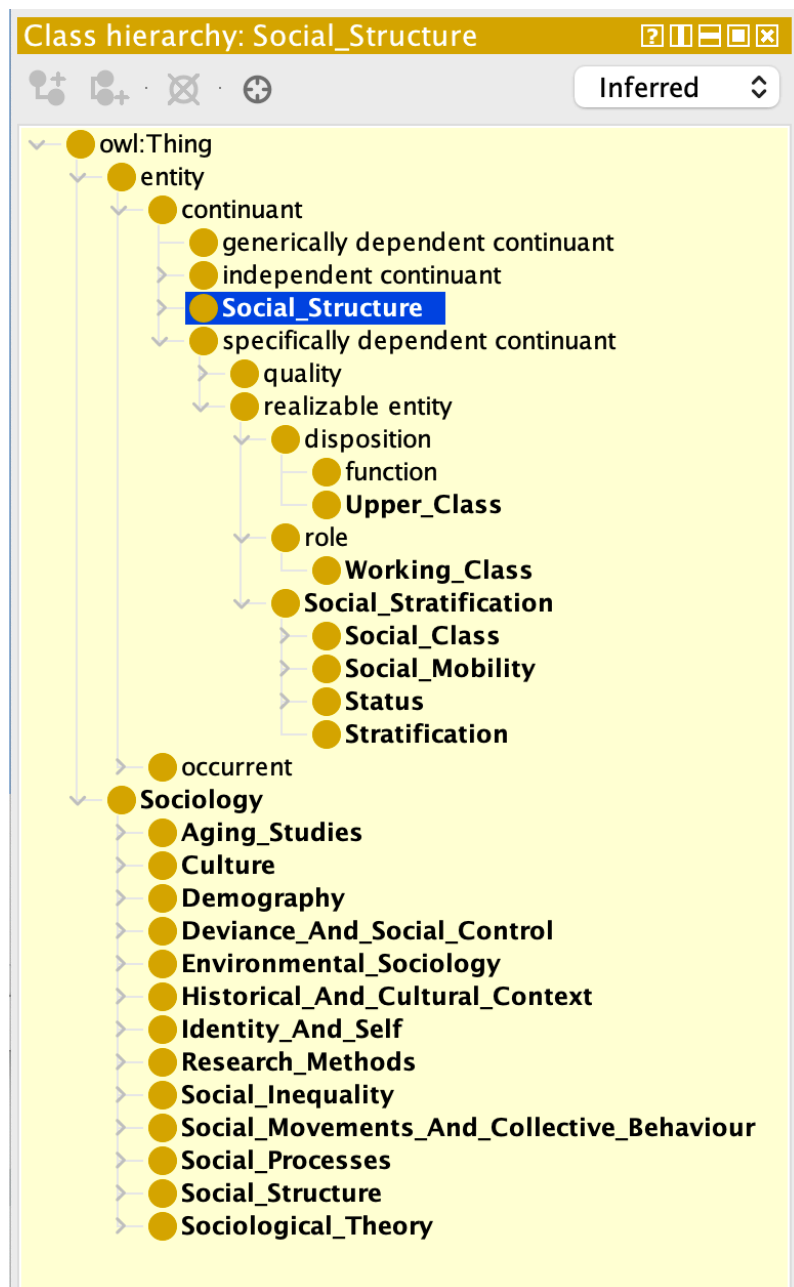 Class hierarchy: Social_Structure
Inferred
owl:Thing
entity
continuant
generically dependent continuant
independent continuant
Social_Structure
specifically dependent continuant
quality
realizable entity
disposition
function
Upper_Class
role
Working_Class
Social_Stratification
Social_Class
Social_Mobility
Status
Stratification
occurrent
Sociology
Aging_Studies
Culture
Demography
Deviance_And_Social_Control
Environmental_Sociology
Historical_And_Cultural_Context
Identity_And_Self
Research_Methods
Social_Inequality
Social_Movements_And_Collective_Behaviour
Social_Processes
Social_Structure
Sociological_Theory